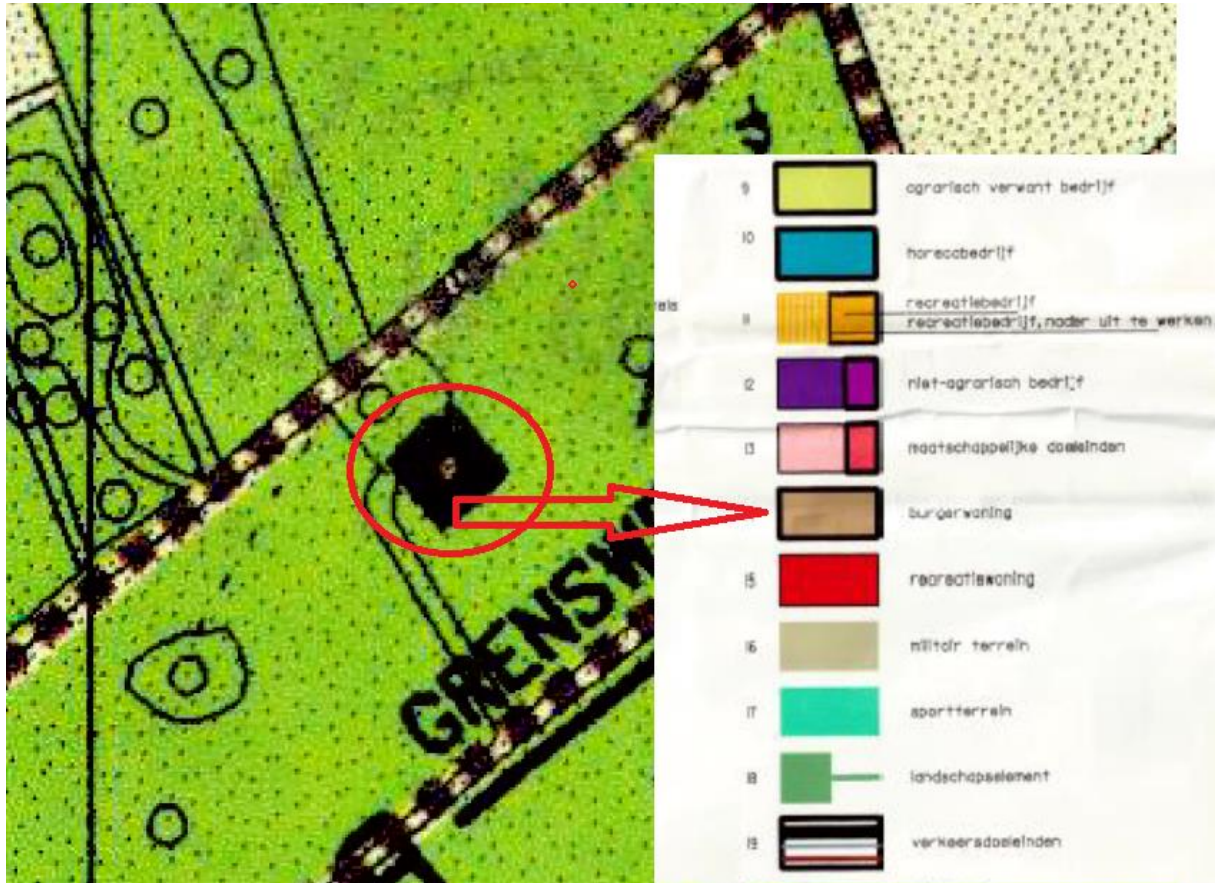 GRENSW
9 agrarisch verwant bedrijf
10 horecabedrijf
11 recreatiebedrijf
recreatiebedrijf, nader uit te werken
12 niet-agrarisch bedrijf
13 maatschappelijke doeleinden
burgerwoning
15 recreatiewoning
16 militair terrein
17 sportterrein
18 landschapselement
19 verkeersdoeleinden